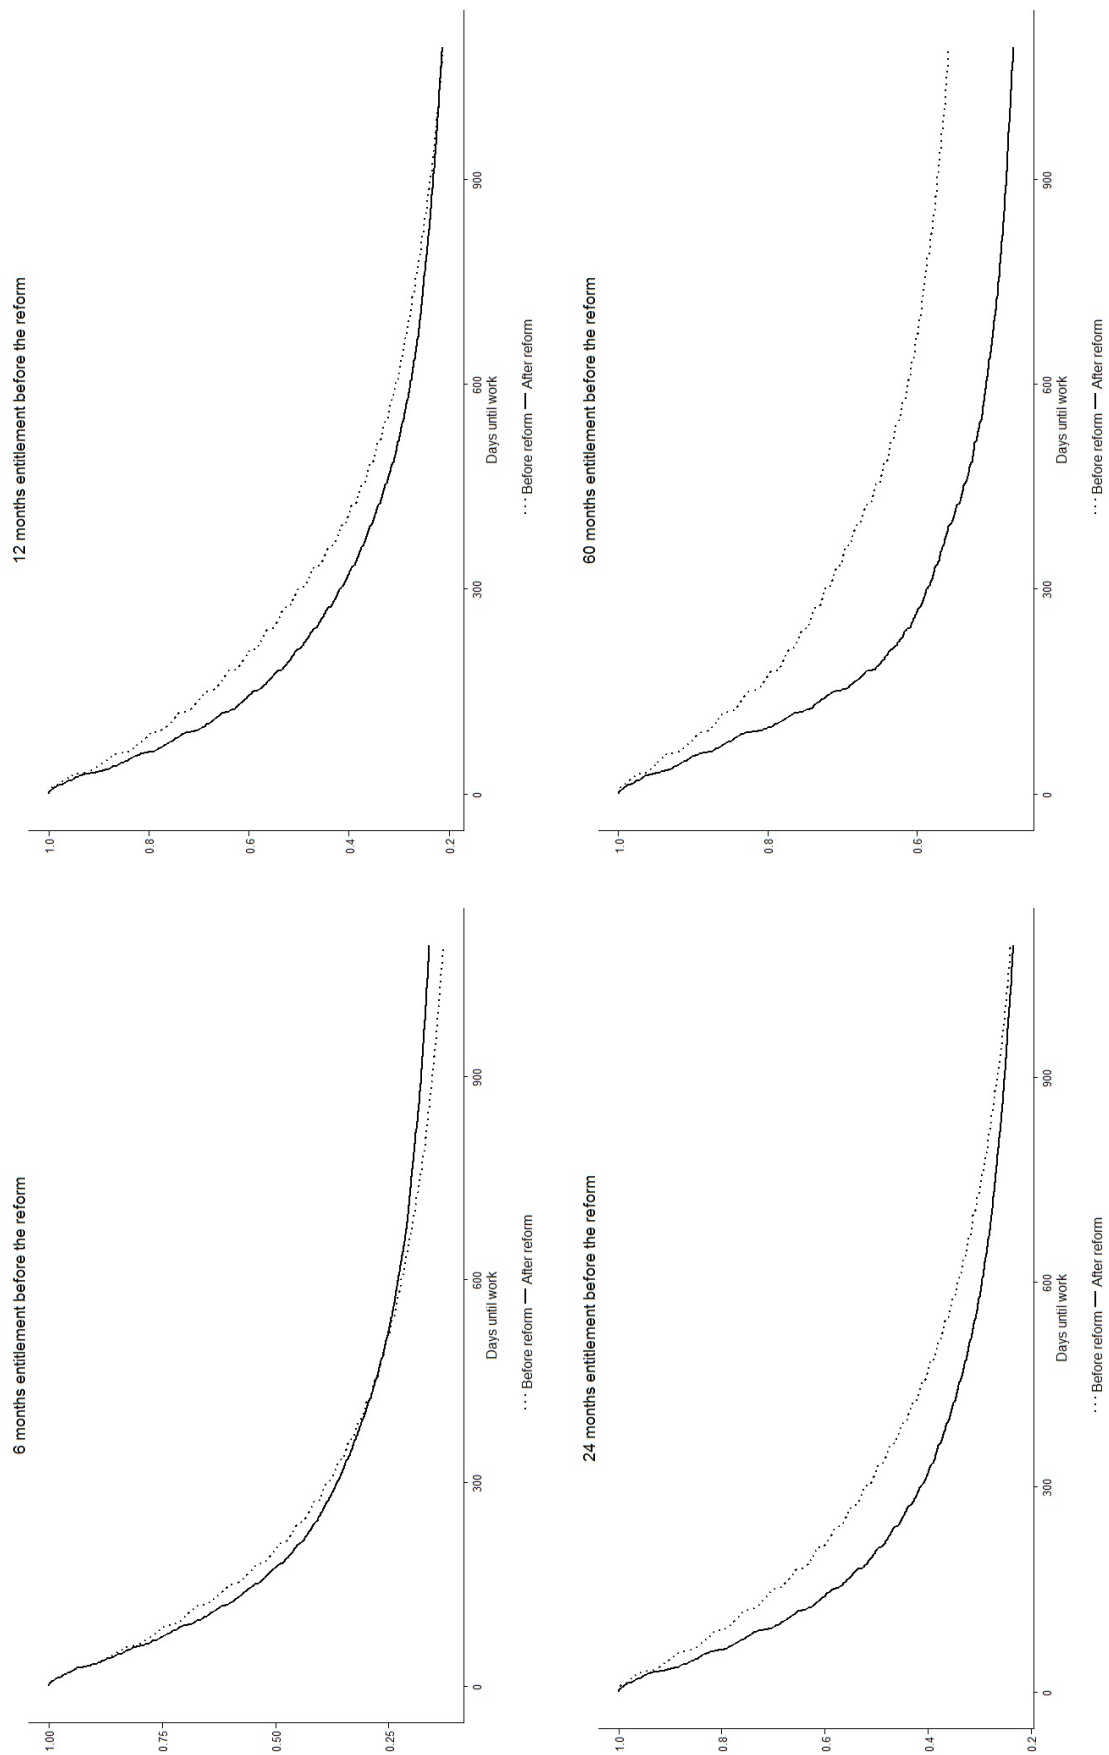 6 months entitlement before the reform
1.00
0.75
0.50
0.25
0
300
600
900
Days until work
Before reform — After reform
12 months entitlement before the reform
1.0
0.8
0.6
0.4
0.2
0
300
600
900
Days until work
Before reform — After reform
24 months entitlement before the reform
1.0
0.8
0.6
0.4
0.2
0
300
600
900
Days until work
Before reform — After reform
60 months entitlement before the reform
1.0
0.8
0.6
0
300
600
900
Days until work
Before reform — After reform